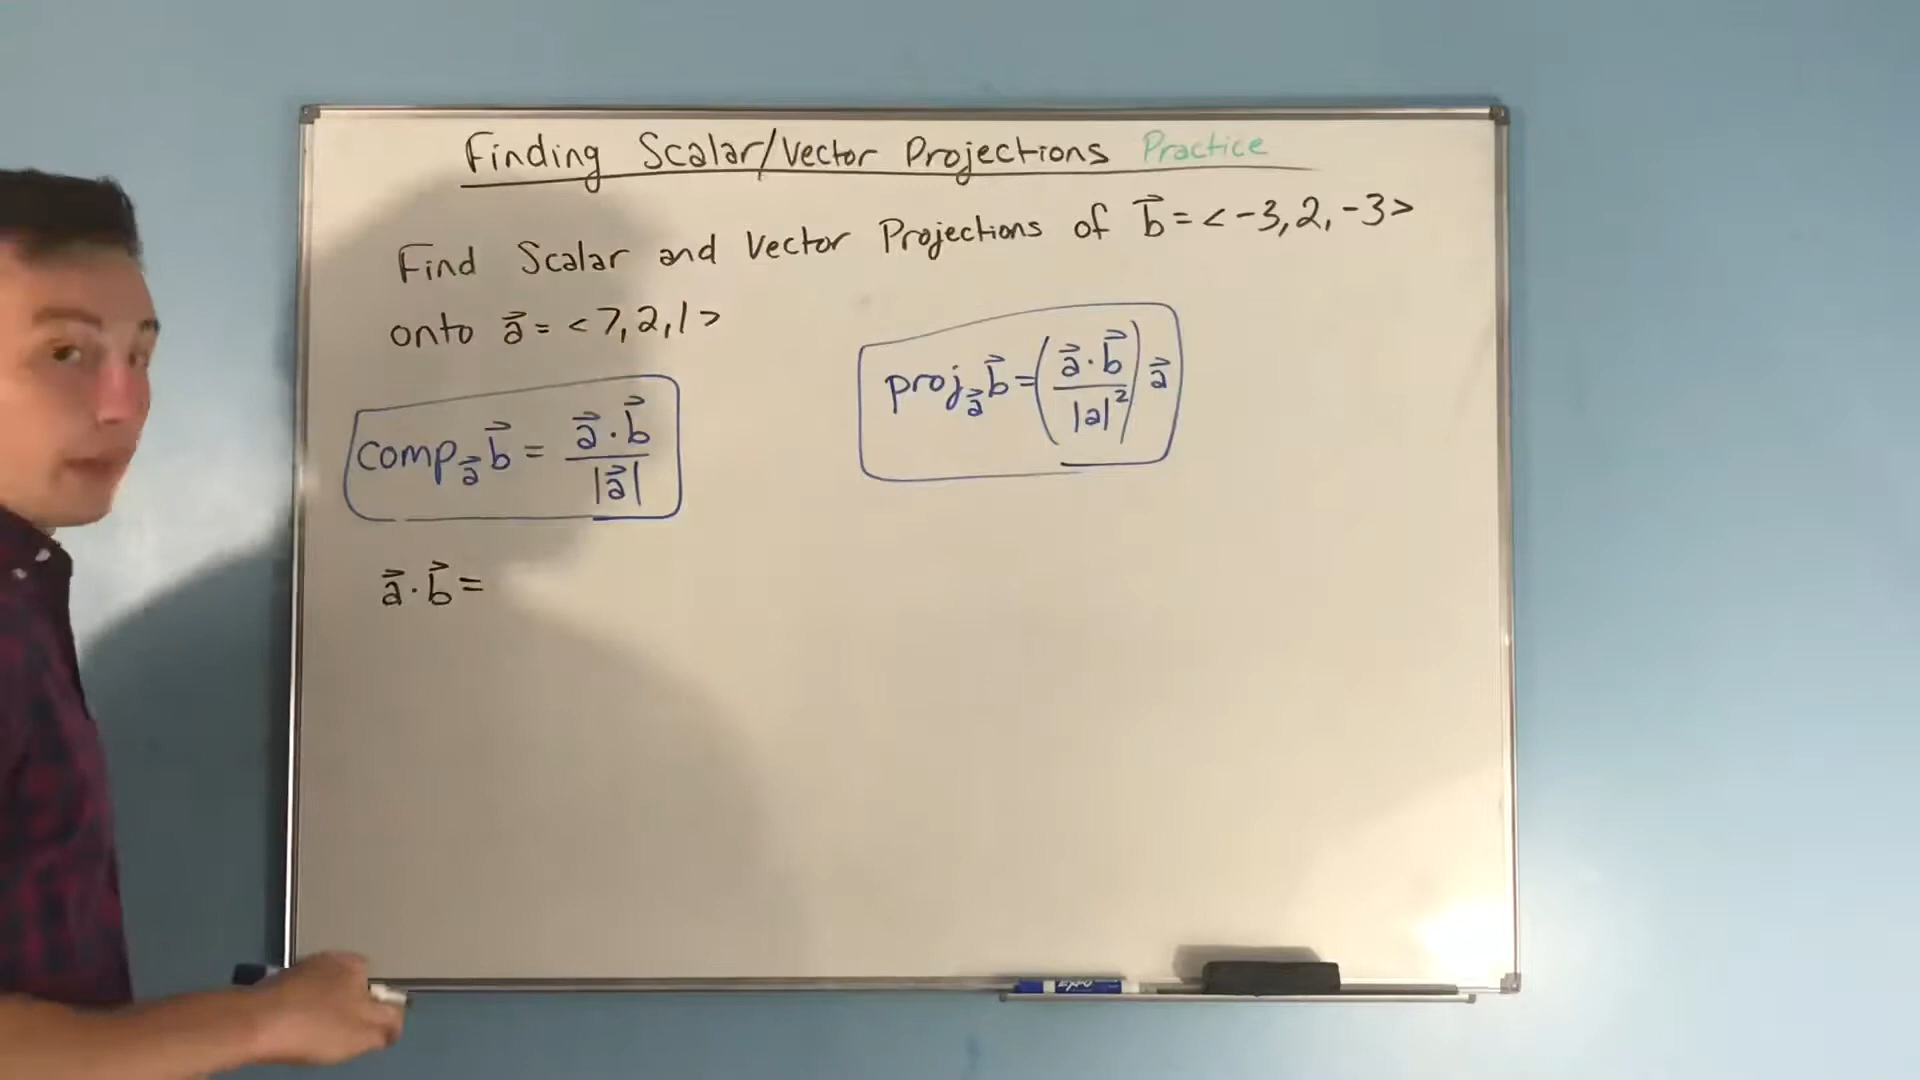 Finding Scalar/Vector Projections Practice
Find Scalar and Vector Projections of b⃗ = < -3, 2, -3 >
onto a⃗ = < 7, 2, 1 >
comp_a⃗ b⃗ = (a⃗ · b⃗) / |a⃗|
proj_a⃗ b⃗ = ((a⃗ · b⃗) / |a|²) a⃗
a⃗ · b⃗ =
EXPO